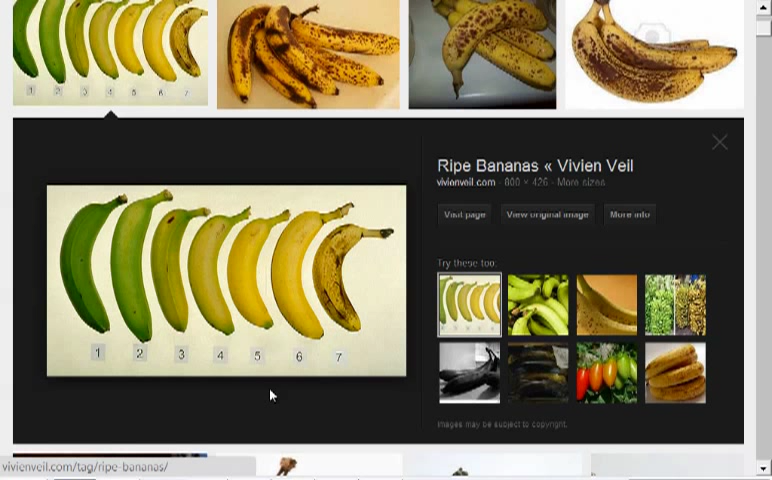 1 2 3 4 5 6 7
Ripe Bananas « Vivien Veil
vivienveil.com - 800 × 426 - More sizes
Visit page View original image More info
Try these too:
1 2 3 4 5 6 7
Images may be subject to copyright.
vivienveil.com/tag/ripe-bananas/